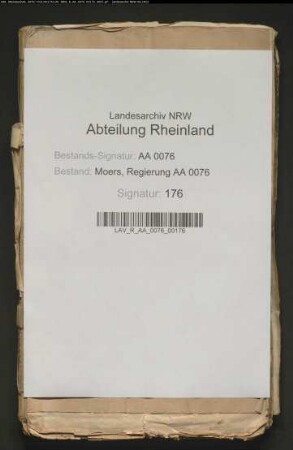 Landesarchiv NRW
Abteilung Rheinland
Bestands-Signatur: AA 0076
Bestand: Moers, Regierung AA 0076
Signatur: 176
LAV_R_AA_0076_00176